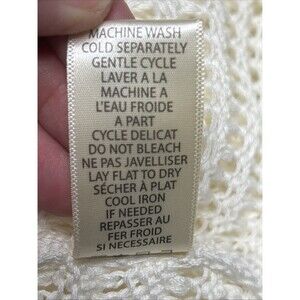 MACHINE WASH
COLD SEPARATELY
GENTLE CYCLE
LAVER A LA
MACHINE A
L'EAU FROIDE
A PART
CYCLE DELICAT
DO NOT BLEACH
NE PAS JAVELLISER
LAY FLAT TO DRY
SÉCHER À PLAT
COOL IRON
IF NEEDED
REPASSER AU
FER FROID
SI NECESSAIRE